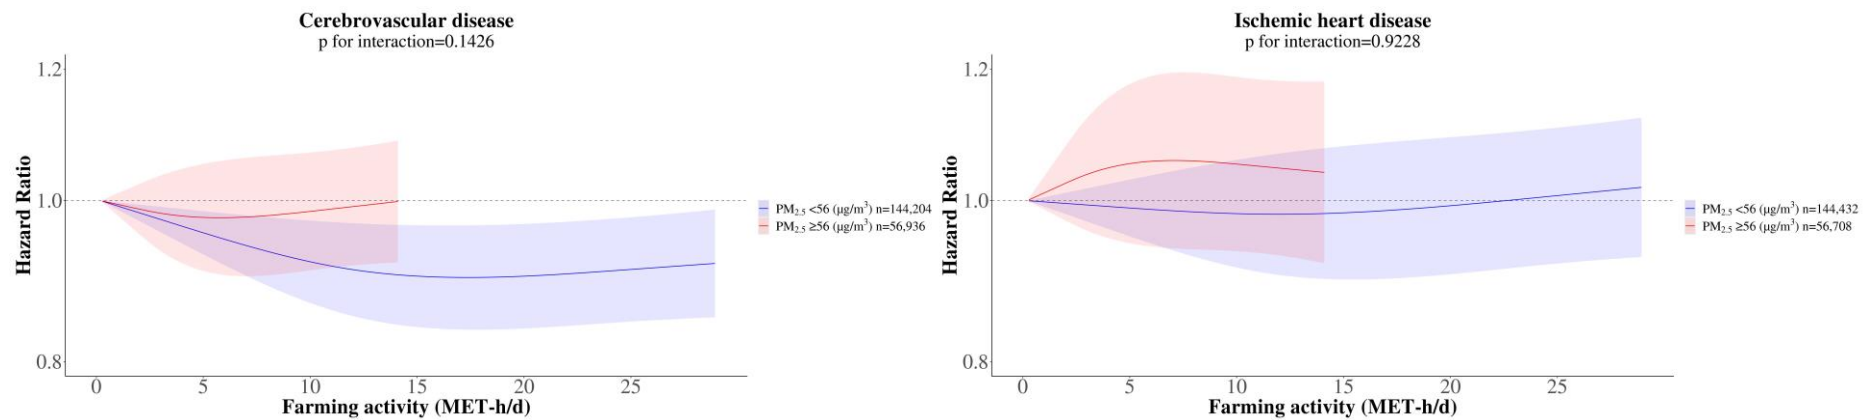 Cerebrovascular disease
p for interaction=0.1426
Hazard Ratio
1.2
1.0
0.8
0 5 10 15 20 25
Farming activity (MET-h/d)
PM2.5 <56 (μg/m³) n=144,204
PM2.5 ≥56 (μg/m³) n=56,936
Ischemic heart disease
p for interaction=0.9228
Hazard Ratio
1.2
1.0
0.8
0 5 10 15 20 25
Farming activity (MET-h/d)
PM2.5 <56 (μg/m³) n=144,432
PM2.5 ≥56 (μg/m³) n=56,708